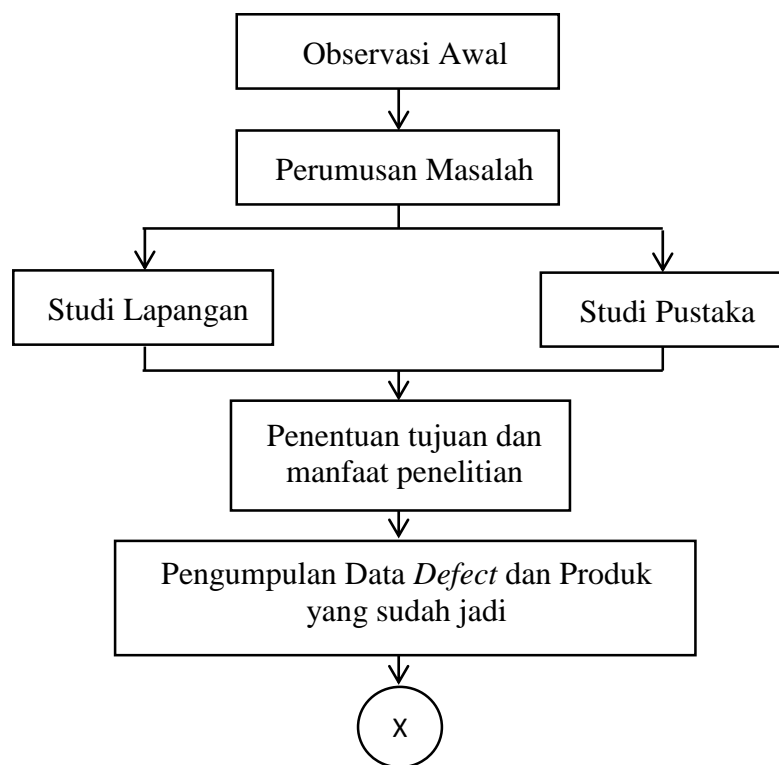 Observasi Awal
Perumusan Masalah
Studi Lapangan
Studi Pustaka
Penentuan tujuan dan
manfaat penelitian
Pengumpulan Data Defect dan Produk
yang sudah jadi
X